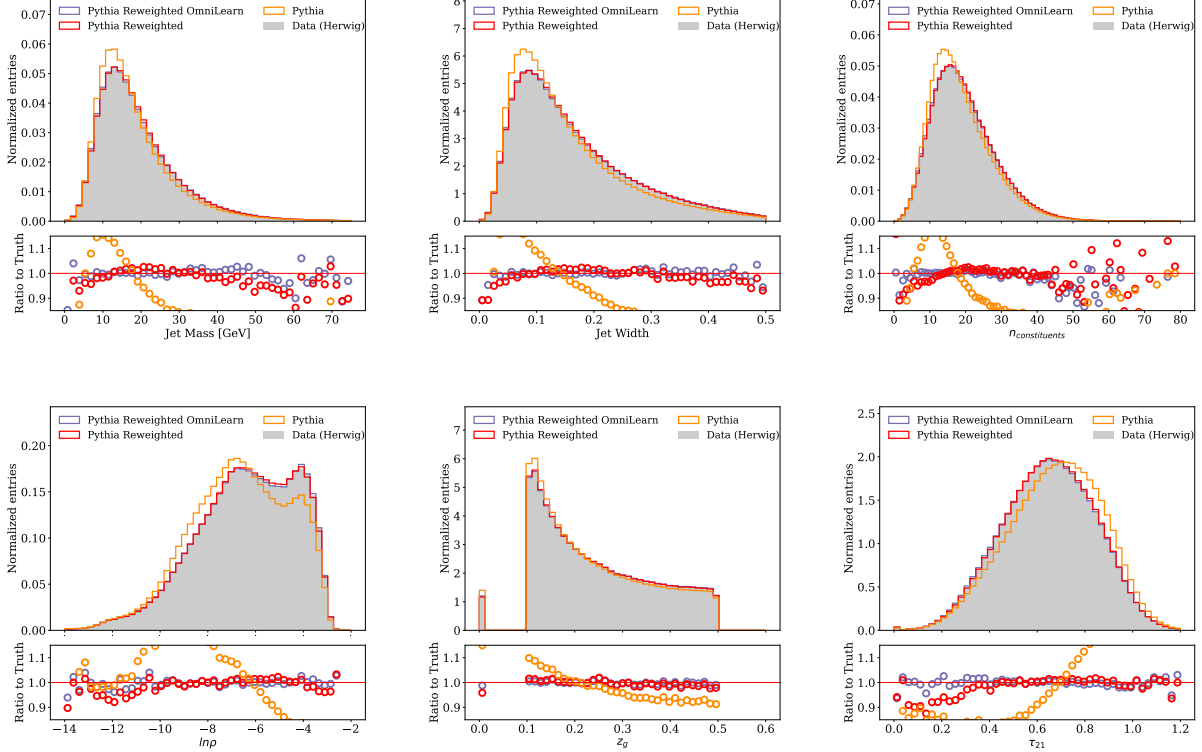 0.07
0.06
0.05
0.04
0.03
0.02
0.01
0.00
Normalized entries
Pythia Reweighted OmniLearn
Pythia Reweighted
Pythia
Data (Herwig)
1.1
1.0
0.9
Ratio to Truth
0 10 20 30 40 50 60 70
Jet Mass [GeV]
8
7
6
5
4
3
2
1
0
Normalized entries
Pythia Reweighted OmniLearn
Pythia Reweighted
Pythia
Data (Herwig)
1.1
1.0
0.9
Ratio to Truth
0.0 0.1 0.2 0.3 0.4 0.5
Jet Width
0.07
0.06
0.05
0.04
0.03
0.02
0.01
0.00
Normalized entries
Pythia Reweighted OmniLearn
Pythia Reweighted
Pythia
Data (Herwig)
1.1
1.0
0.9
Ratio to Truth
0 10 20 30 40 50 60 70 80
n_constituents
0.20
0.15
0.10
0.05
0.00
Normalized entries
Pythia Reweighted OmniLearn
Pythia Reweighted
Pythia
Data (Herwig)
1.1
1.0
0.9
Ratio to Truth
−14 −12 −10 −8 −6 −4 −2
lnρ
7
6
5
4
3
2
1
0
Normalized entries
Pythia Reweighted OmniLearn
Pythia Reweighted
Pythia
Data (Herwig)
1.1
1.0
0.9
Ratio to Truth
0.0 0.1 0.2 0.3 0.4 0.5 0.6
z_g
2.5
2.0
1.5
1.0
0.5
0.0
Normalized entries
Pythia Reweighted OmniLearn
Pythia Reweighted
Pythia
Data (Herwig)
1.1
1.0
0.9
Ratio to Truth
0.0 0.2 0.4 0.6 0.8 1.0 1.2
τ₂₁